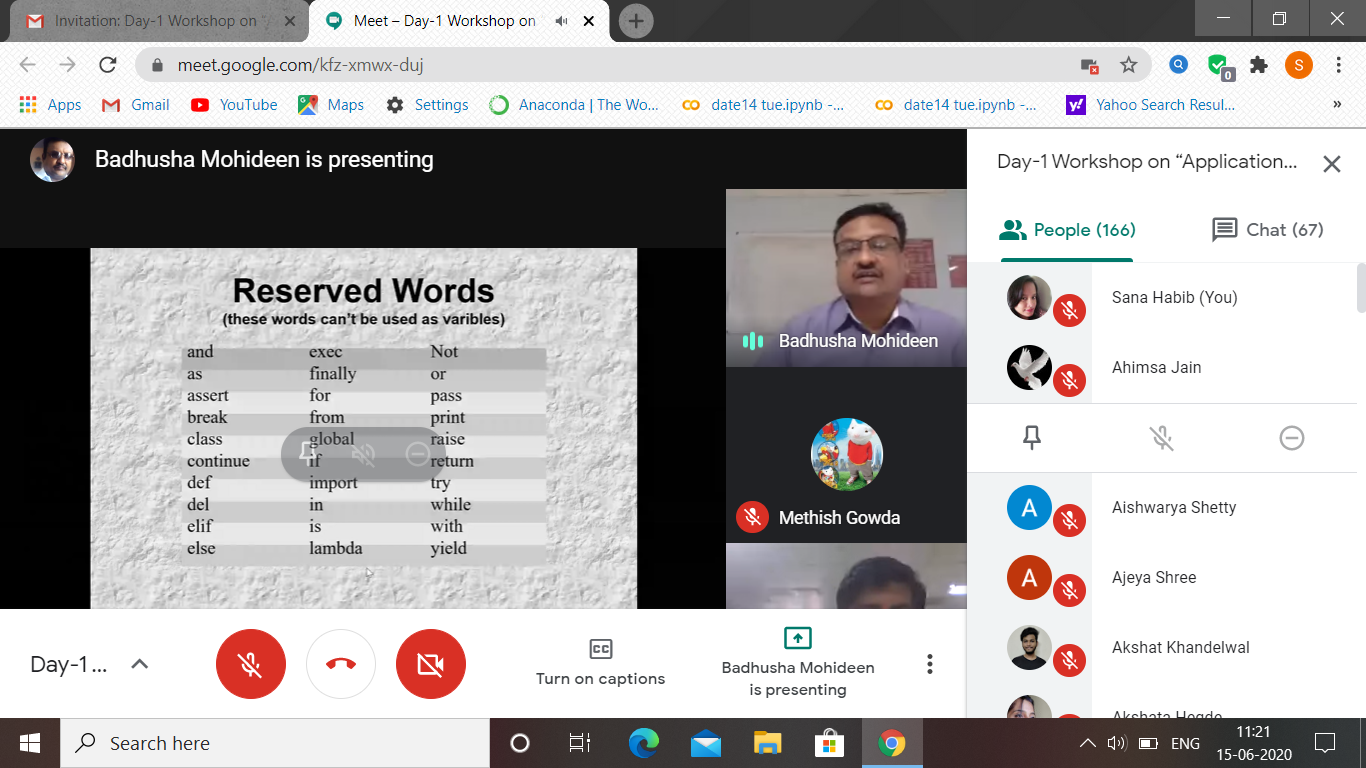 Invitation: Day-1 Workshop on
Meet – Day-1 Workshop on
meet.google.com/kfz-xmwx-duj
0
S
Apps
Gmail
YouTube
Maps
Settings
Anaconda | The Wo...
date14 tue.ipynb -...
date14 tue.ipynb -...
y!
Yahoo Search Resul...
»
Badhusha Mohideen is presenting
Reserved Words
(these words can't be used as varibles)
and exec Not
as finally or
assert for pass
break from print
class global raise
continue if return
def import try
del in while
elif is with
else lambda yield
Badhusha Mohideen
Methish Gowda
Day-1 Workshop on “Application...
People (166)
Chat (67)
Sana Habib (You)
Ahimsa Jain
A
Aishwarya Shetty
A
Ajeya Shree
Akshat Khandelwal
Akshata Hegde
Day-1 ...
CC
Turn on captions
Badhusha Mohideen
is presenting
Search here
ENG
11:21
15-06-2020